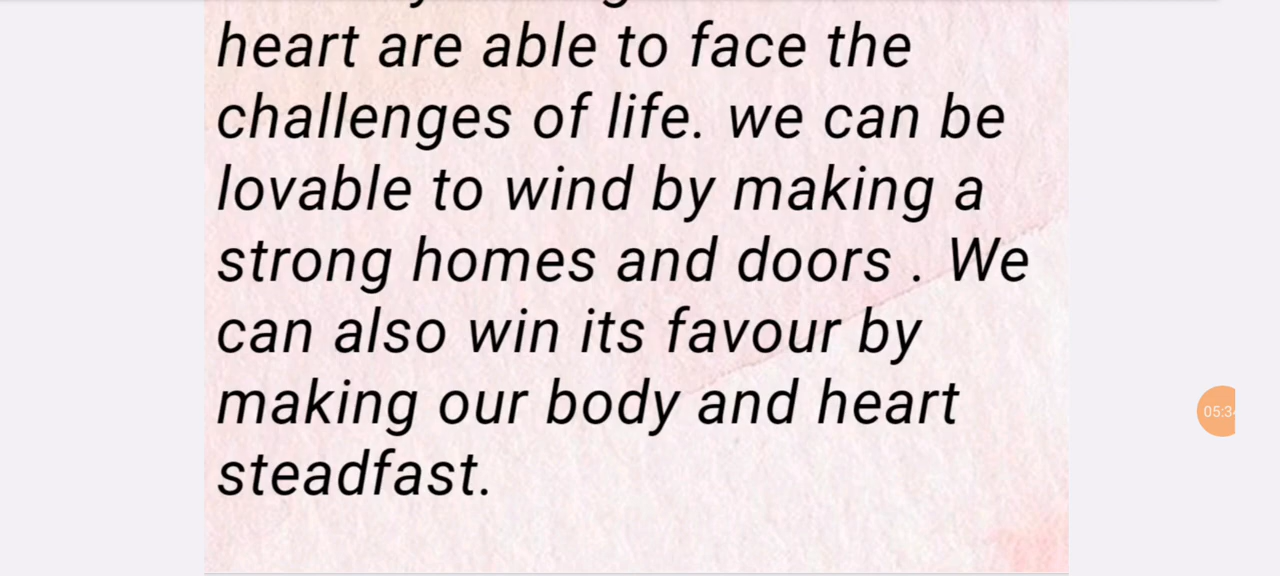 heart are able to face the
challenges of life. we can be
lovable to wind by making a
strong homes and doors . We
can also win its favour by
making our body and heart
steadfast.